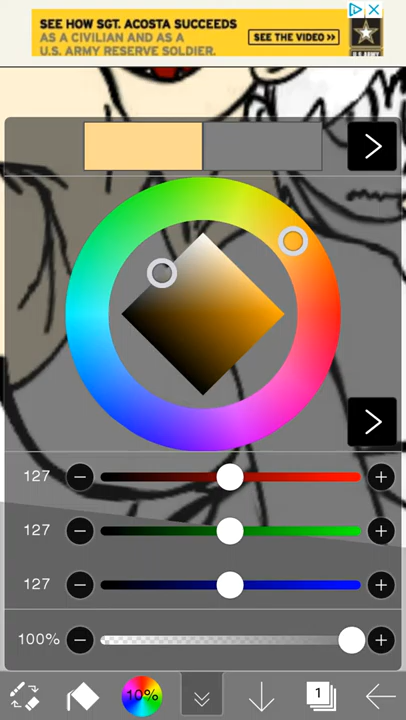 SEE HOW SGT. ACOSTA SUCCEEDS
AS A CIVILIAN AND AS A
U.S. ARMY RESERVE SOLDIER.
SEE THE VIDEO >>
U.S.ARMY
127
127
127
100%
10%
1